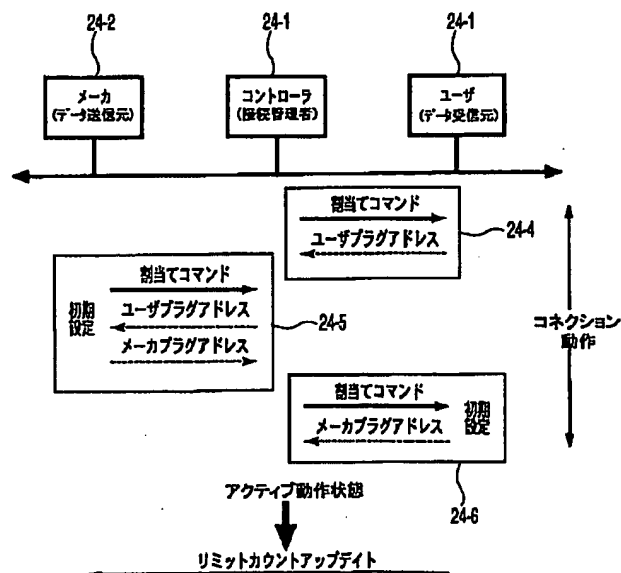 24-2
24-1
24-1
メーカ
(データ送信元)
コントローラ
(接続管理者)
ユーザ
(データ受信元)
割当てコマンド
ユーザプラグアドレス
24-4
割当てコマンド
初期
設定
ユーザプラグアドレス
メーカプラグアドレス
24-5
コネクション
動作
割当てコマンド
メーカプラグアドレス
初期
設定
24-6
アクティブ動作状態
リミットカウントアップデイト